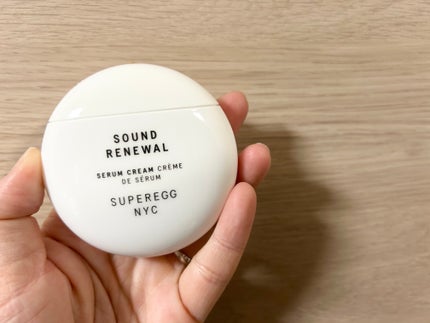 SOUND
RENEWAL
SERUM CREAM CRÈME
DE SÉRUM
SUPEREGG
NYC